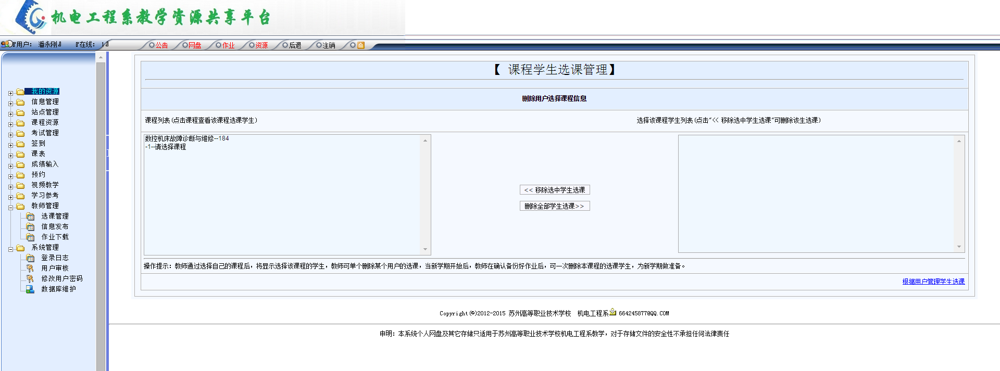 机电工程系教学资源共享平台
『用户： 潘永刚』 『在线： 1』 公告 网盘 作业 资源 后退 注销
我的资源
信息管理
站点管理
课程资源
考试管理
签到
课表
成绩输入
预约
视频教学
学习参考
教师管理
选课管理
信息发布
作业下载
系统管理
登录日志
用户审核
修改用户密码
数据库维护
【 课程学生选课管理】
删除用户选择课程信息
课程列表(点击课程查看该课程选课学生) 选择该课程学生列表(点击"<< 移除选中学生选课"可删除该生选课)
数控机床故障诊断与维修--184
-1--请选择课程
<< 移除选中学生选课
删除全部学生选课>>
操作提示：教师通过选择自己的课程后，将显示选择该课程的学生，教师可单个删除某个用户的选课，当新学期开始后，教师在确认备份好作业后，可一次删除本课程的选课学生，为新学期做准备。
根据用户管理学生选课
Copyright(©)2012-2015 苏州高等职业技术学校 机电工程系 664245877@QQ.COM
申明：本系统个人网盘及其它存储只适用于苏州高等职业技术学校机电工程系教学，对于存储文件的安全性不承担任何法律责任